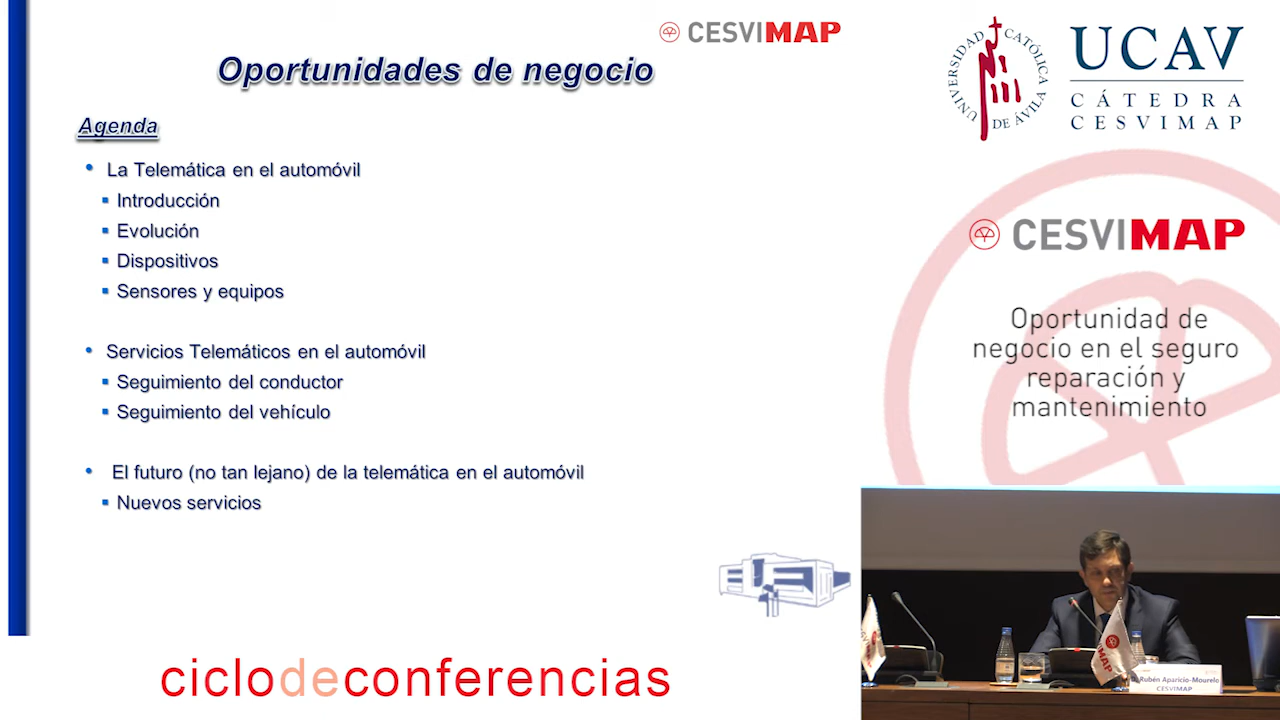 CESVIMAP
Oportunidades de negocio
Agenda
• La Telemática en el automóvil
▪ Introducción
▪ Evolución
▪ Dispositivos
▪ Sensores y equipos
• Servicios Telemáticos en el automóvil
▪ Seguimiento del conductor
▪ Seguimiento del vehículo
• El futuro (no tan lejano) de la telemática en el automóvil
▪ Nuevos servicios
ciclodeconferencias
UNIVERSIDAD CATÓLICA DE ÁVILA
UCAV
CÁTEDRA
CESVIMAP
CESVIMAP
Oportunidad de
negocio en el seguro
reparación y
mantenimiento
D. Rubén Aparicio-Mourelo
CESVIMAP